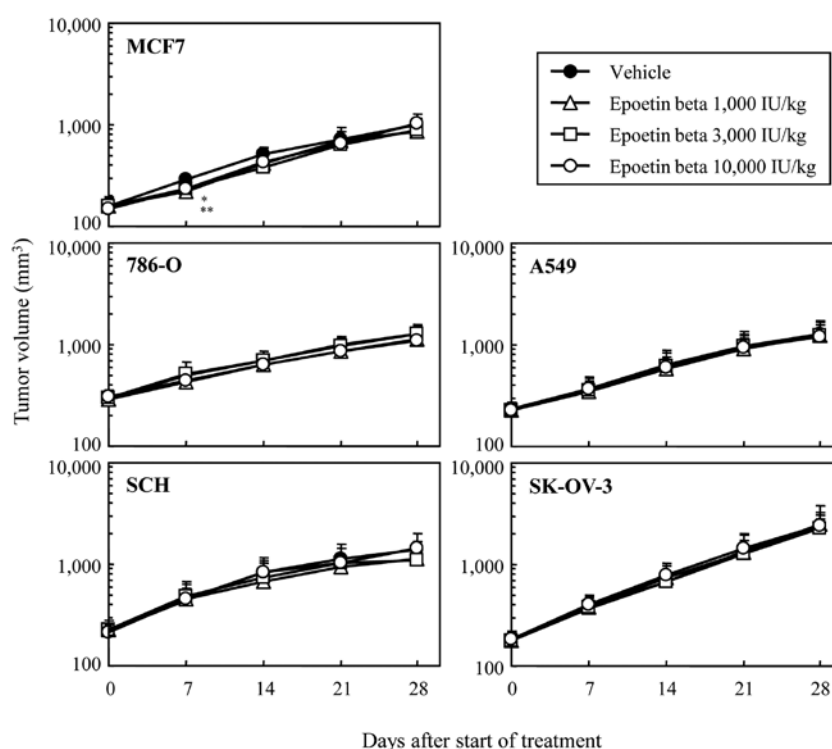 10,000
MCF7
1,000
*
**
100
Vehicle
Epoetin beta 1,000 IU/kg
Epoetin beta 3,000 IU/kg
Epoetin beta 10,000 IU/kg
Tumor volume (mm³)
10,000
786-O
1,000
100
10,000
A549
1,000
100
10,000
SCH
1,000
100
0 7 14 21 28
10,000
SK-OV-3
1,000
100
0 7 14 21 28
Days after start of treatment